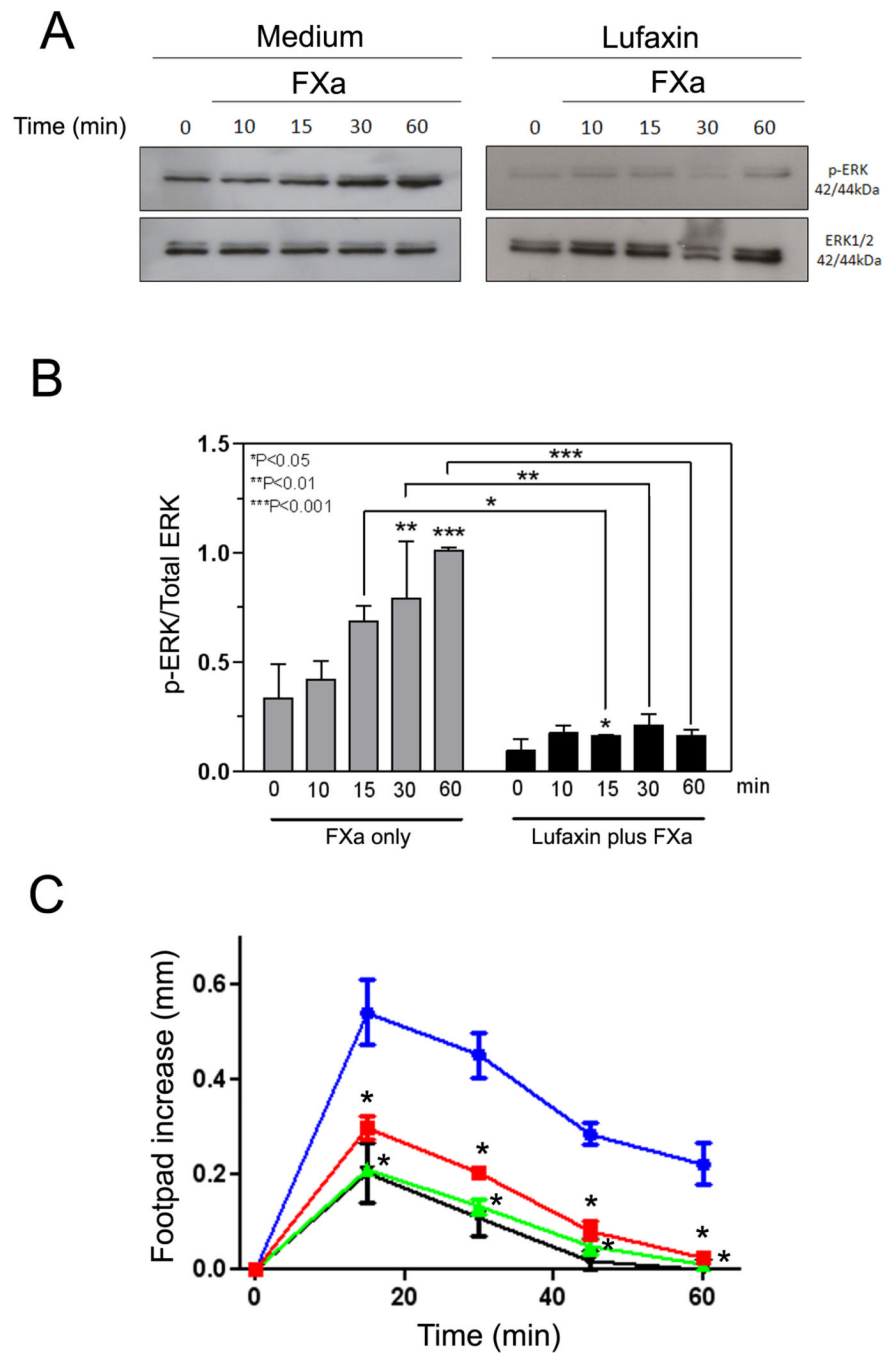 A
Medium Lufaxin
FXa FXa
Time (min) 0 10 15 30 60 0 10 15 30 60
p-ERK
42/44kDa
ERK1/2
42/44kDa
B
1.5
*P<0.05
**P<0.01
***P<0.001
***
**
*
** ***
1.0
p-ERK/Total ERK
0.5
*
0.0
0 10 15 30 60 0 10 15 30 60 min
FXa only Lufaxin plus FXa
C
Footpad increase (mm)
0.6
0.4
* * * *
0.2
* * * *
0.0
0 20 40 60
Time (min)